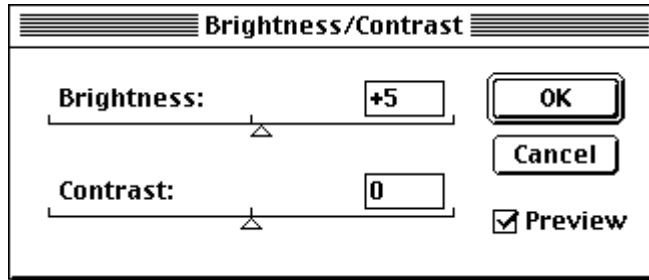 Brightness/Contrast
Brightness: +5
OK
Cancel
Contrast: 0
Preview